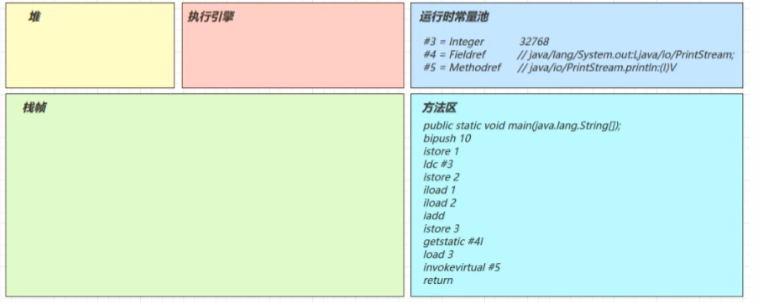 堆
执行引擎
运行时常量池
#3 = Integer 32768
#4 = Fieldref // java/lang/System.out:Ljava/io/PrintStream;
#5 = Methodref // java/io/PrintStream.println:(I)V
栈帧
方法区
public static void main(java.lang.String[]);
bipush 10
istore 1
ldc #3
istore 2
iload 1
iload 2
iadd
istore 3
getstatic #4I
load 3
invokevirtual #5
return